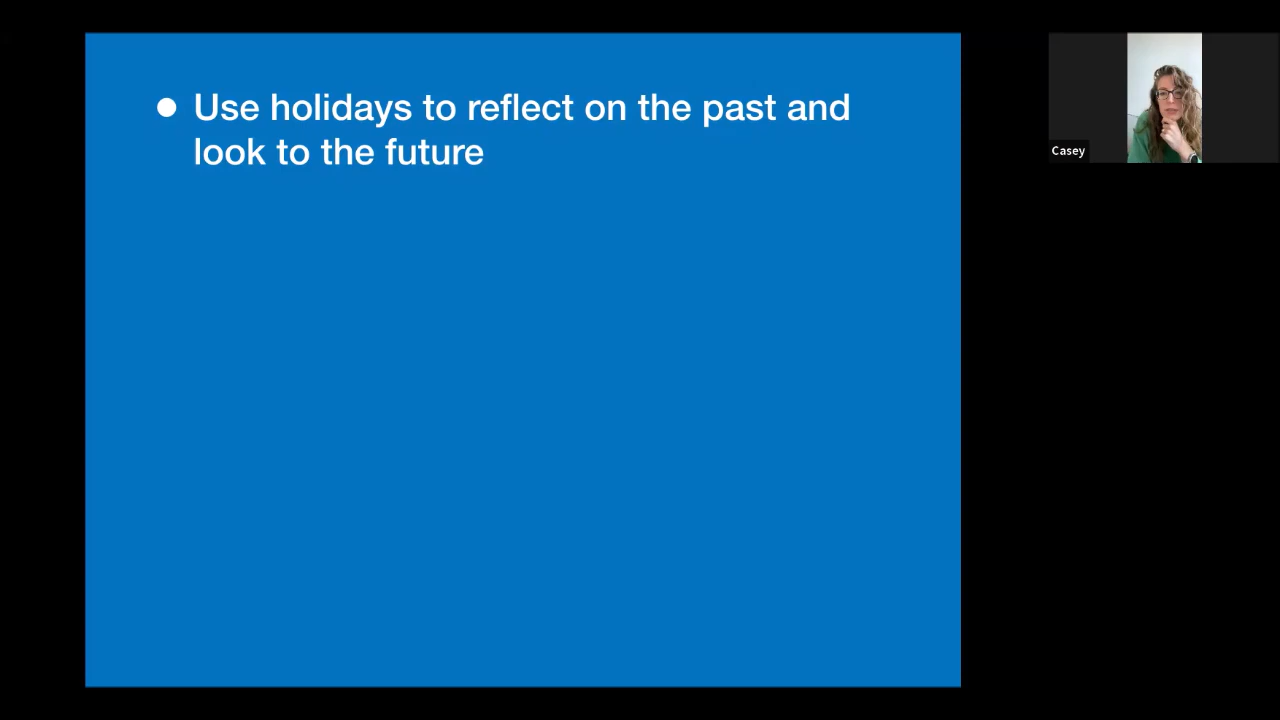 ● Use holidays to reflect on the past and
look to the future
Casey